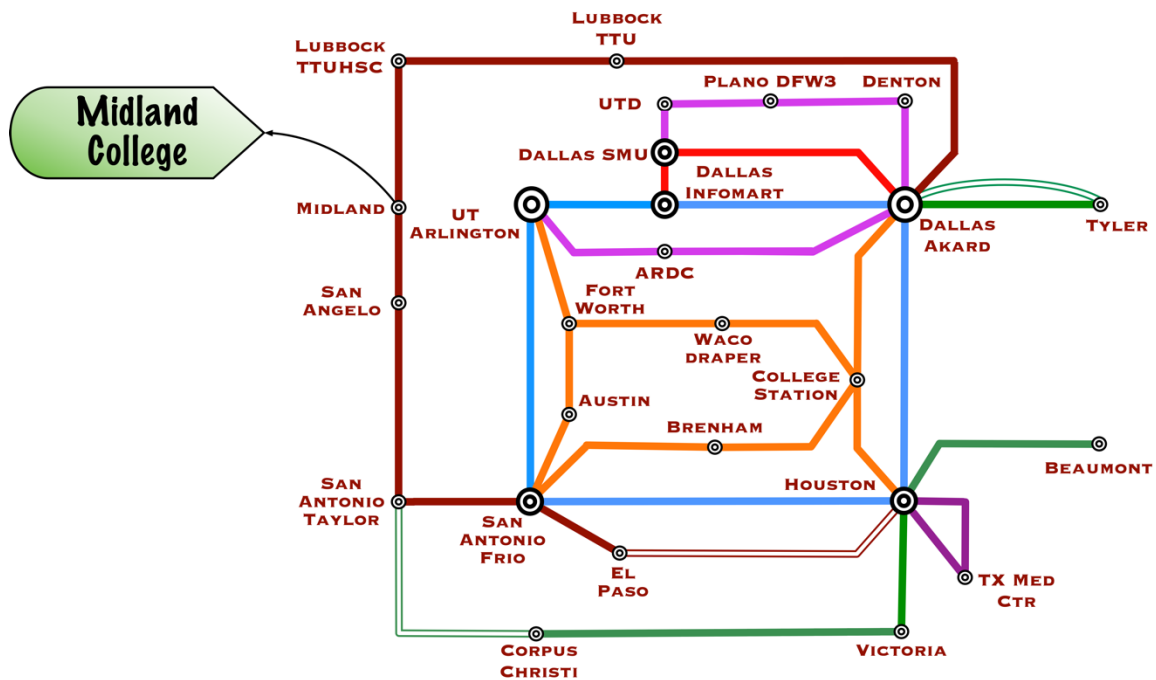 Lubbock
TTU
Lubbock
TTUHSC
Plano DFW3
Denton
UTD
Midland
College
Dallas SMU
Dallas
Infomart
Midland
UT
Arlington
Dallas
Akard
Tyler
ARDC
San
Angelo
Fort
Worth
Waco
draper
College
Station
Austin
Brenham
Beaumont
San
Antonio
Taylor
Houston
San
Antonio
Frio
El
Paso
TX Med
Ctr
Corpus
Christi
Victoria